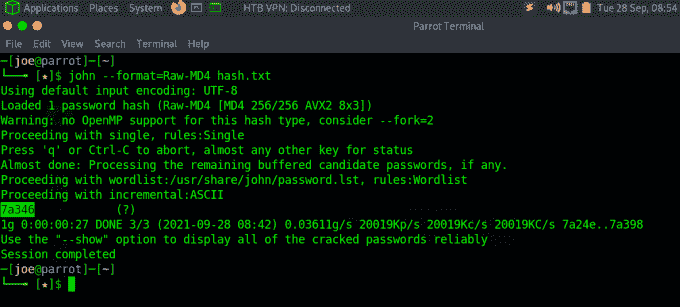 Applications Places System HTB VPN: Disconnected Tue 28 Sep, 08:54
Parrot Terminal
File Edit View Search Terminal Help
─[joe@parrot]─[~]
└──╼ [★]$ john --format=Raw-MD4 hash.txt
Using default input encoding: UTF-8
Loaded 1 password hash (Raw-MD4 [MD4 256/256 AVX2 8x3])
Warning: no OpenMP support for this hash type, consider --fork=2
Proceeding with single, rules:Single
Press 'q' or Ctrl-C to abort, almost any other key for status
Almost done: Processing the remaining buffered candidate passwords, if any.
Proceeding with wordlist:/usr/share/john/password.lst, rules:Wordlist
Proceeding with incremental:ASCII
7a346 (?)
1g 0:00:00:27 DONE 3/3 (2021-09-28 08:42) 0.03611g/s 20019Kp/s 20019Kc/s 20019KC/s 7a24e..7a398
Use the "--show" option to display all of the cracked passwords reliably
Session completed
─[joe@parrot]─[~]
└──╼ [★]$